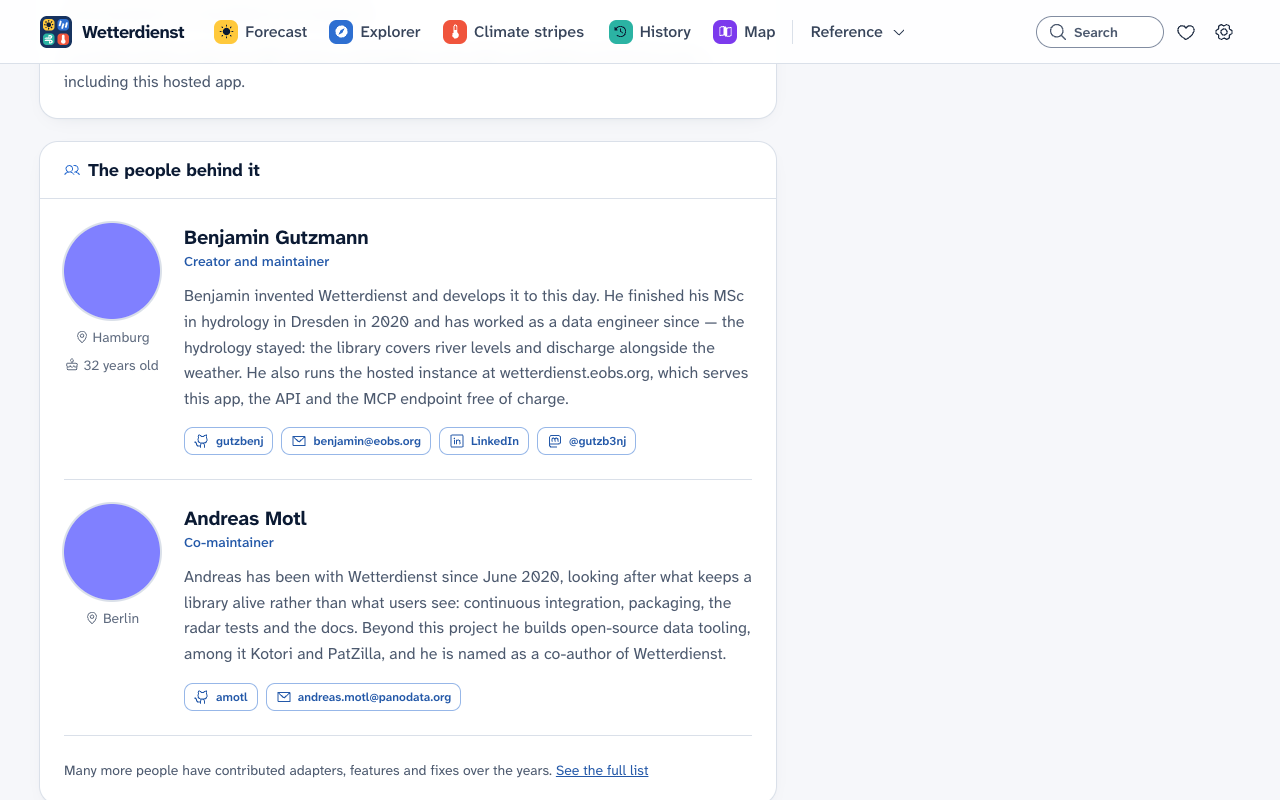 Wetterdienst
Forecast
Explorer
Climate stripes
History
Map
Reference
Search
including this hosted app.
The people behind it
Benjamin Gutzmann
Creator and maintainer
Benjamin invented Wetterdienst and develops it to this day. He finished his MSc
in hydrology in Dresden in 2020 and has worked as a data engineer since — the
hydrology stayed: the library covers river levels and discharge alongside the
weather. He also runs the hosted instance at wetterdienst.eobs.org, which serves
this app, the API and the MCP endpoint free of charge.
Hamburg
32 years old
gutzbenj
benjamin@eobs.org
LinkedIn
@gutzb3nj
Andreas Motl
Co-maintainer
Andreas has been with Wetterdienst since June 2020, looking after what keeps a
library alive rather than what users see: continuous integration, packaging, the
radar tests and the docs. Beyond this project he builds open-source data tooling,
among it Kotori and PatZilla, and he is named as a co-author of Wetterdienst.
Berlin
amotl
andreas.motl@panodata.org
Many more people have contributed adapters, features and fixes over the years. See the full list